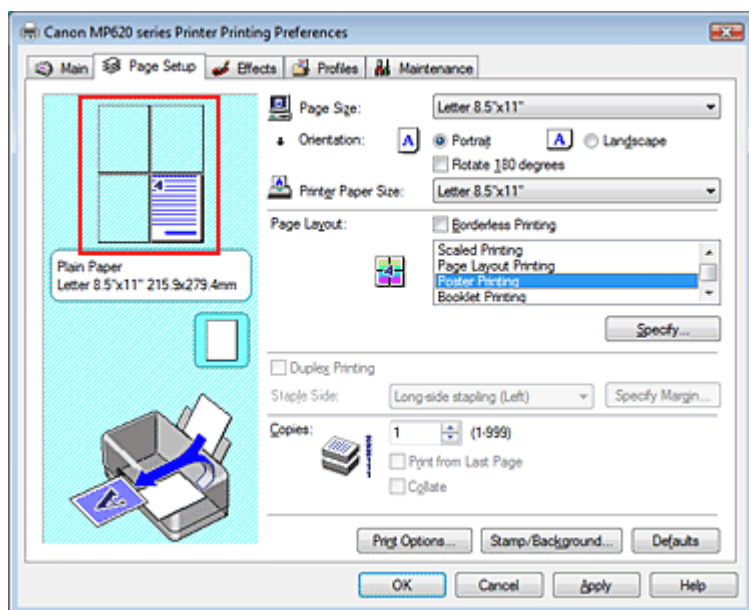 Canon MP620 series Printer Printing Preferences
Main Page Setup Effects Profiles Maintenance
Page Size: Letter 8.5"x11"
Orientation: A Portrait A Landscape
Rotate 180 degrees
Printer Paper Size: Letter 8.5"x11"
Page Layout: Borderless Printing
Scaled Printing
Page Layout Printing
Poster Printing
Booklet Printing
Specify...
4
Plain Paper
Letter 8.5"x11" 215.9x279.4mm
4
Duplex Printing
Staple Side: Long-side stapling (Left) Specify Margin...
Copies: 1 (1-999)
Print from Last Page
Collate
A
Print Options... Stamp/Background... Defaults
OK Cancel Apply Help